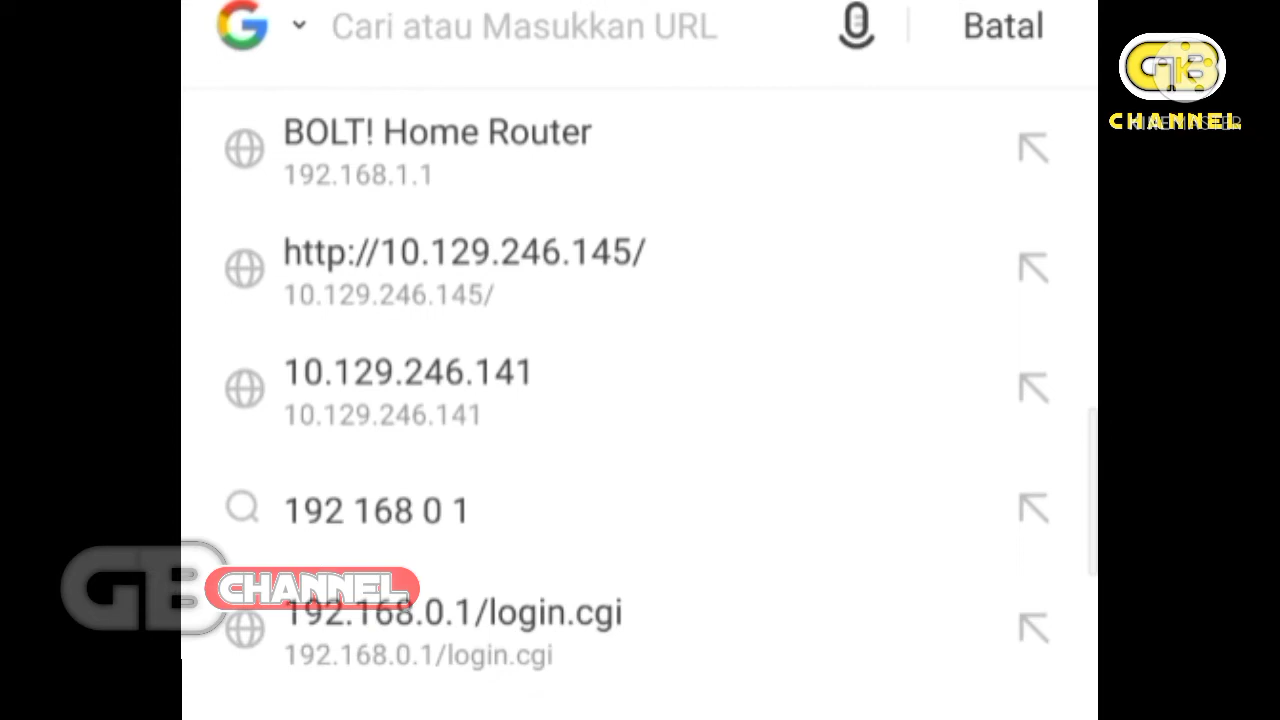 Cari atau Masukkan URL
Batal
BOLT! Home Router
192.168.1.1
http://10.129.246.145/
10.129.246.145/
10.129.246.141
10.129.246.141
192 168 0 1
192.168.0.1/login.cgi
192.168.0.1/login.cgi
GB CHANNEL
CHANNEL